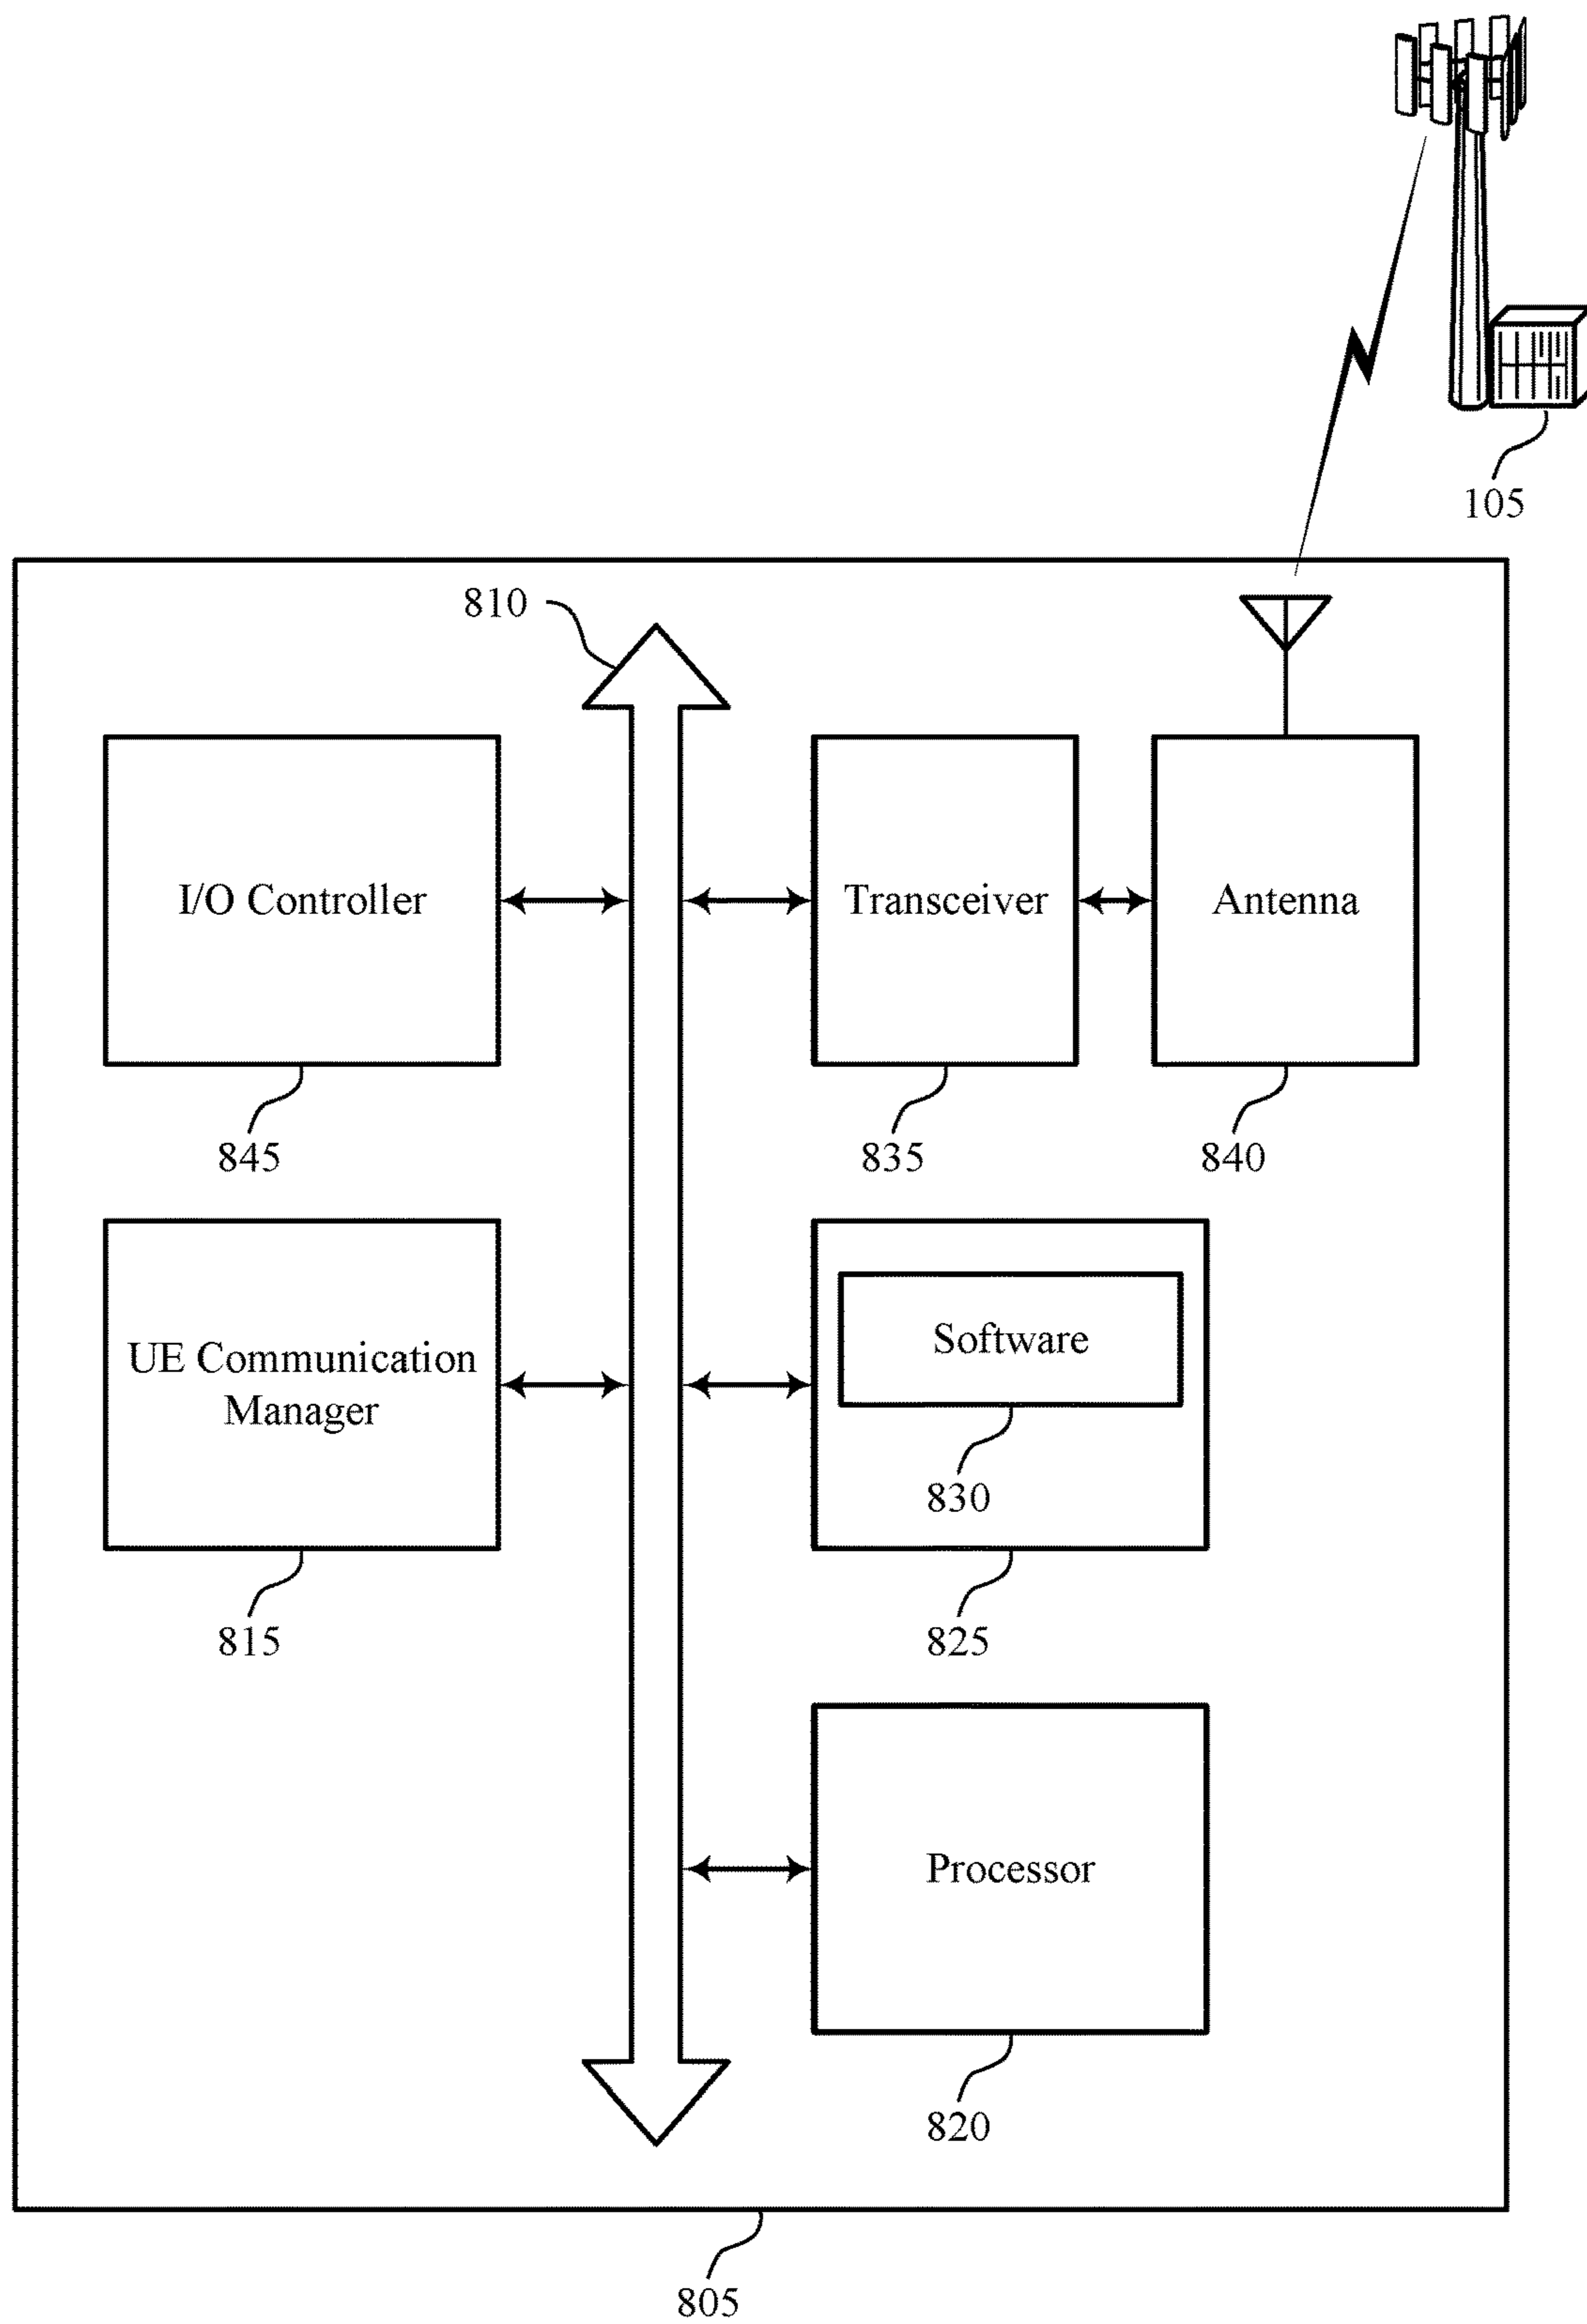 105
810
I/O Controller
Transceiver
Antenna
845
835
840
UE Communication
Manager
Software
830
815
825
Processor
820
805